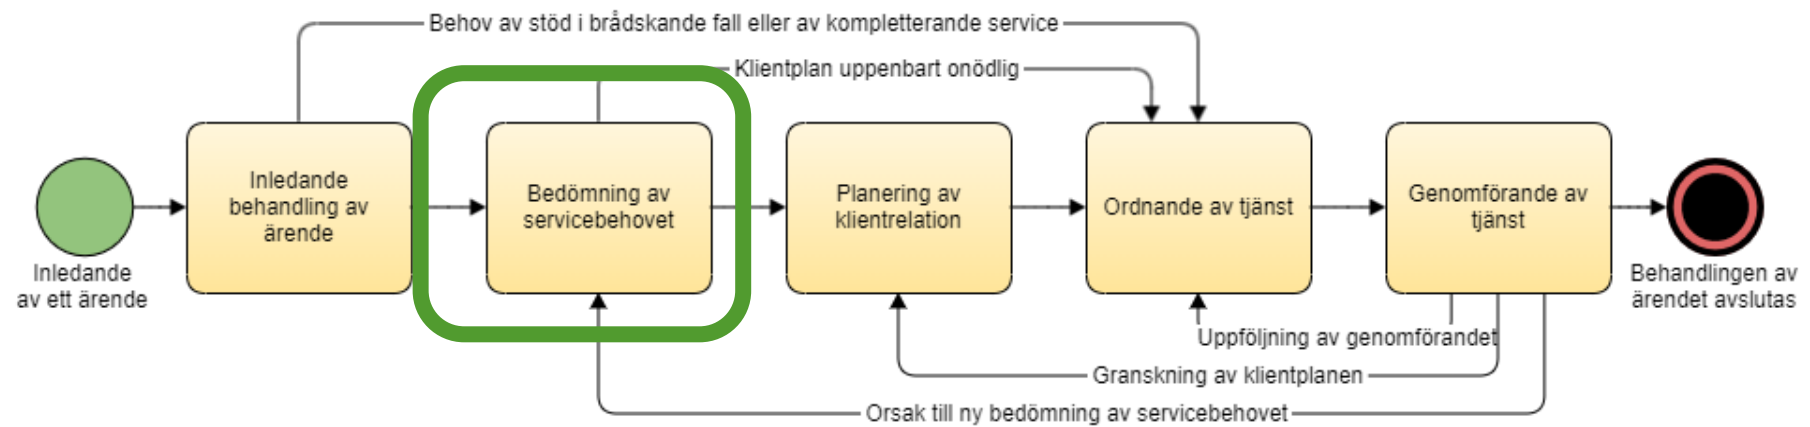 Behov av stöd i brådskande fall eller av kompletterande service
Klientplan uppenbart onödlig
Inledande
behandling av
ärende
Bedömning av
servicebehovet
Planering av
klientrelation
Ordnande av tjänst
Genomförande av
tjänst
Inledande
av ett ärende
Behandlingen av
ärendet avslutas
Uppföljning av genomförandet
Granskning av klientplanen
Orsak till ny bedömning av servicebehovet